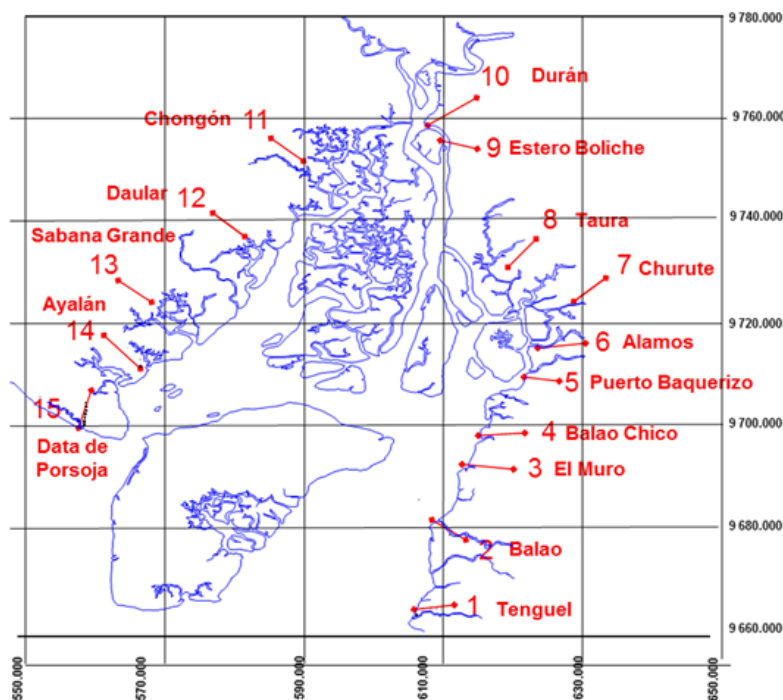 9 780.000
10 Durán
9 760.000
Chongón 11
9 Estero Boliche
Daular 12
9 740.000
8 Taura
Sabana Grande
13
7 Churute
Ayalán
14
9 720.000
6 Alamos
5 Puerto Baquerizo
15
9 700.000
4 Balao Chico
Data de
Porsoja
3 El Muro
9 680.000
2 Balao
1 Tenguel
9 660.000
550.000
570.000
590.000
610.000
630.000
650.000